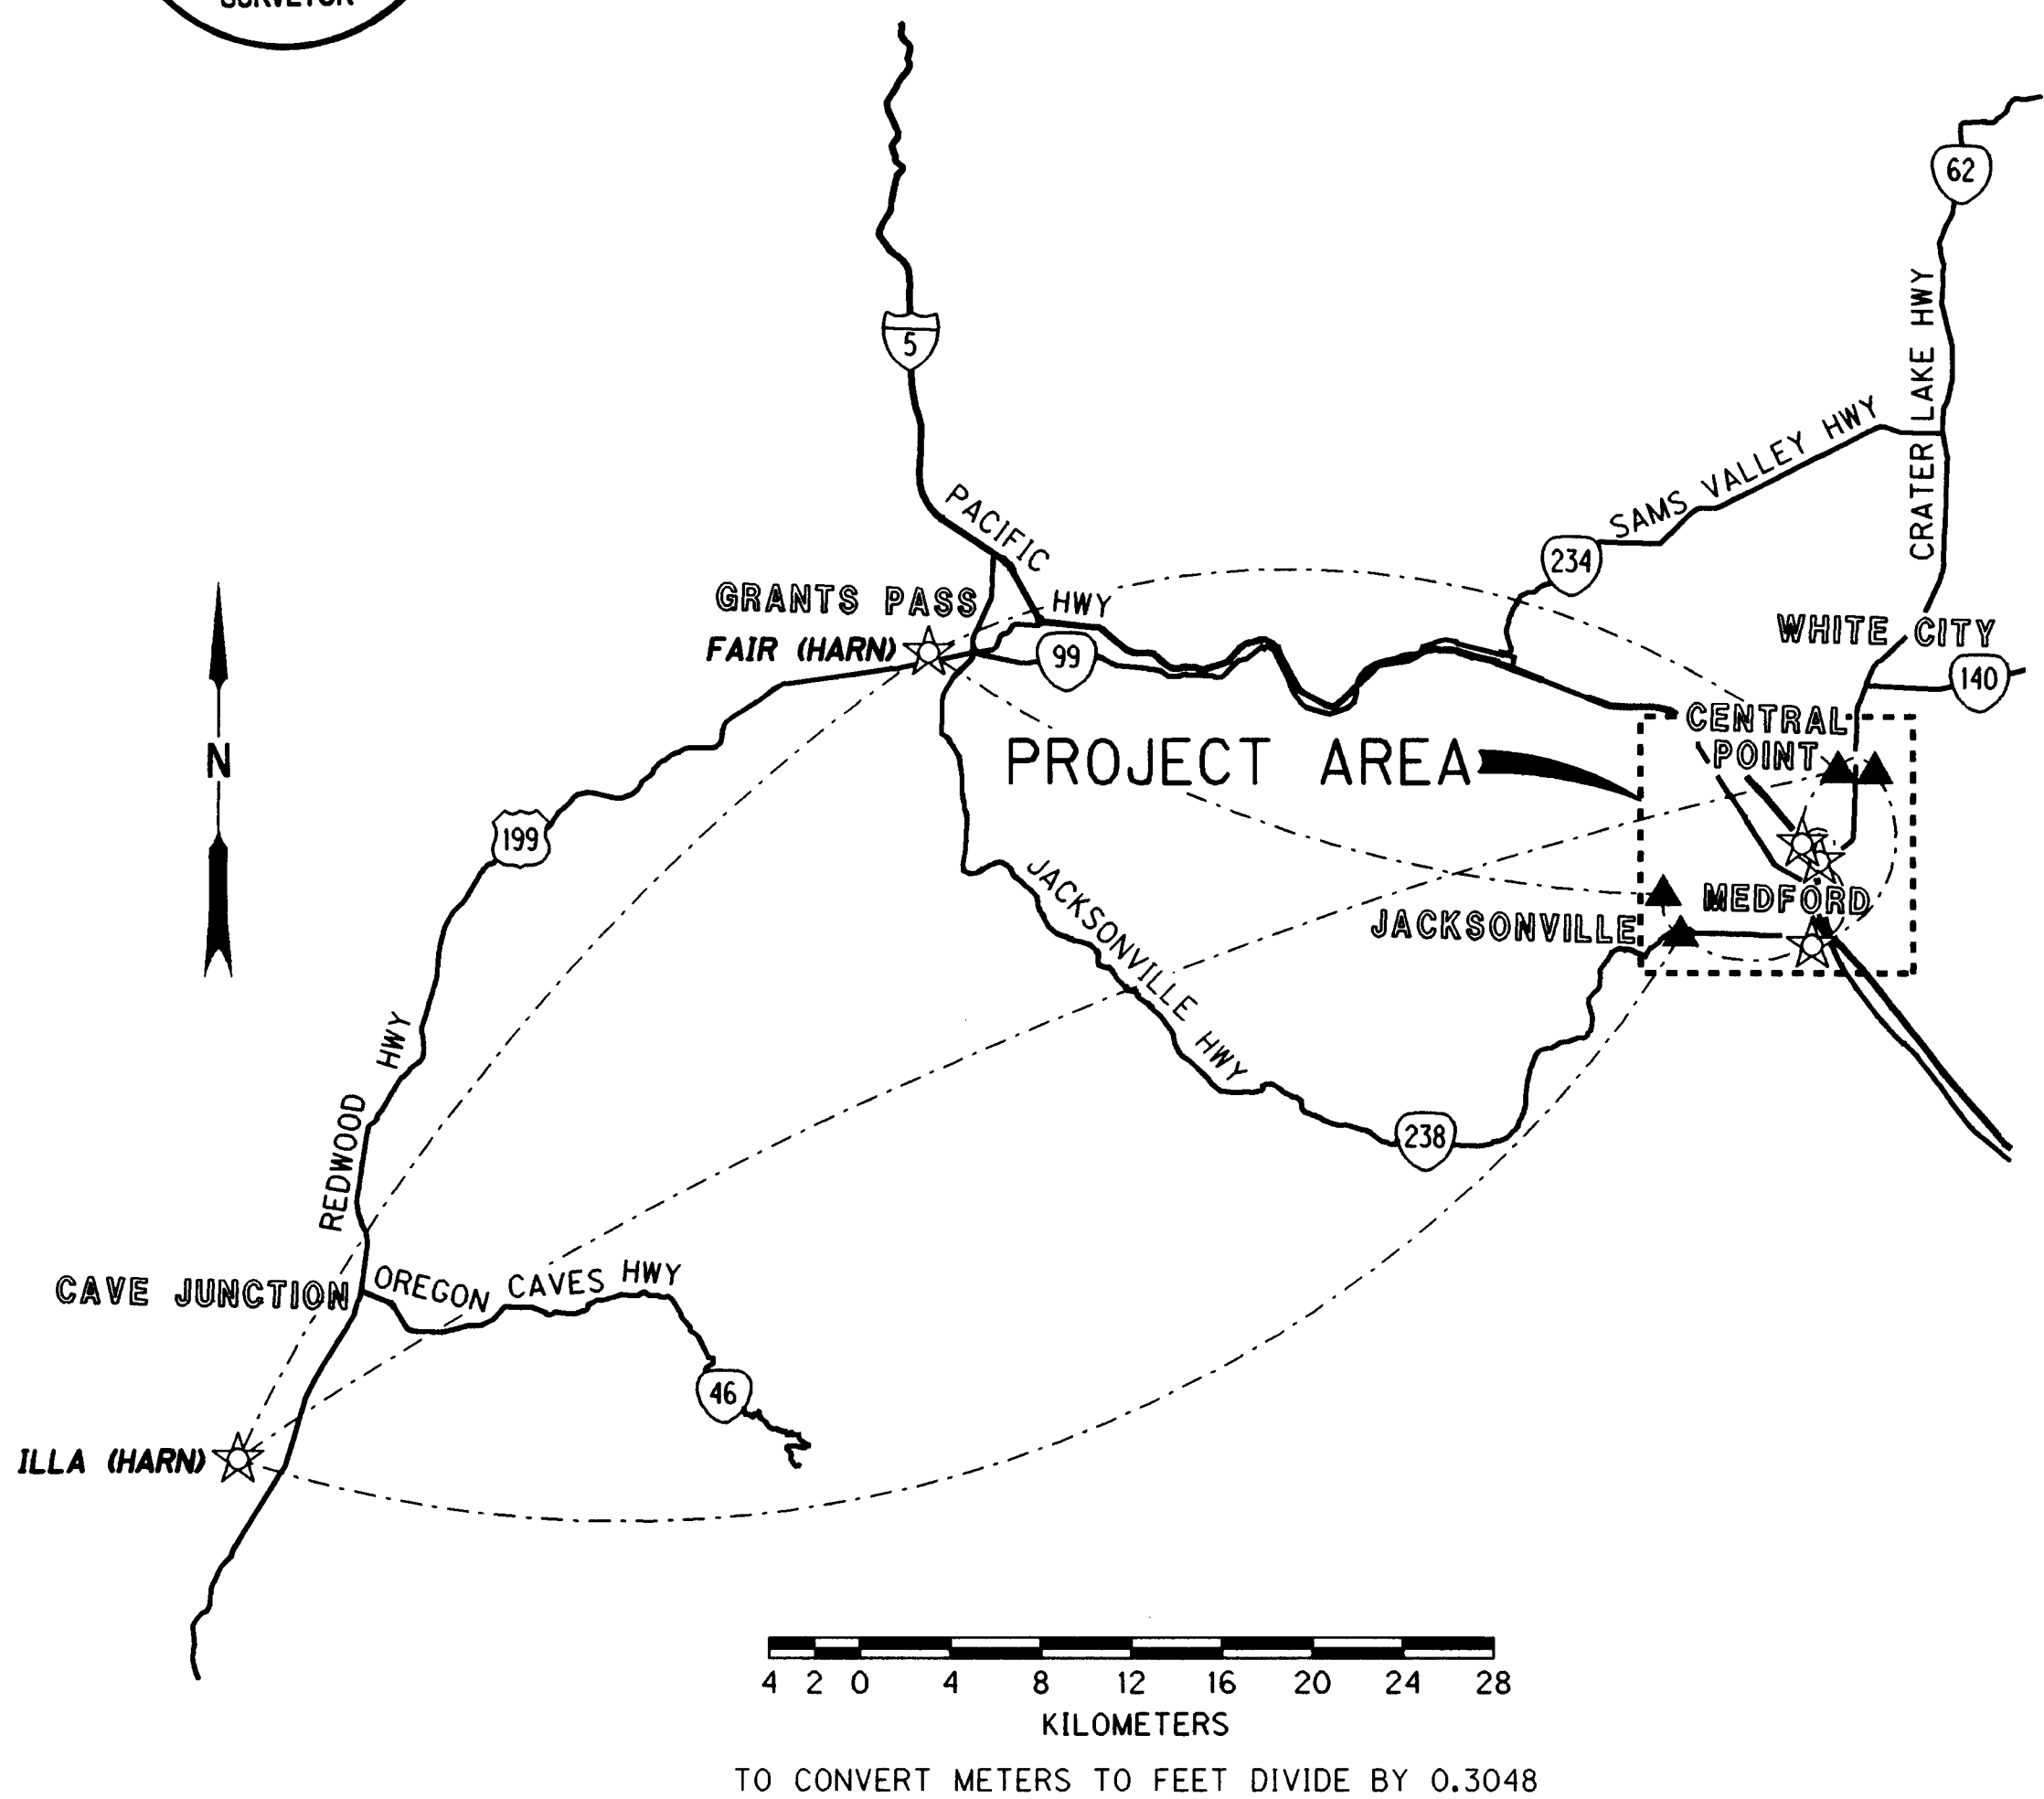 SURVEYOR
62
CRATER LAKE HWY
5
SAMS VALLEY HWY
234
PACIFIC HWY
GRANTS PASS
FAIR (HARN)
99
WHITE CITY
140
CENTRAL
POINT
PROJECT AREA
N
199
MEDFORD
JACKSONVILLE
JACKSONVILLE HWY
REDWOOD HWY
238
CAVE JUNCTION
OREGON CAVES HWY
46
ILLA (HARN)
4 2 0 4 8 12 16 20 24 28
KILOMETERS
TO CONVERT METERS TO FEET DIVIDE BY 0.3048